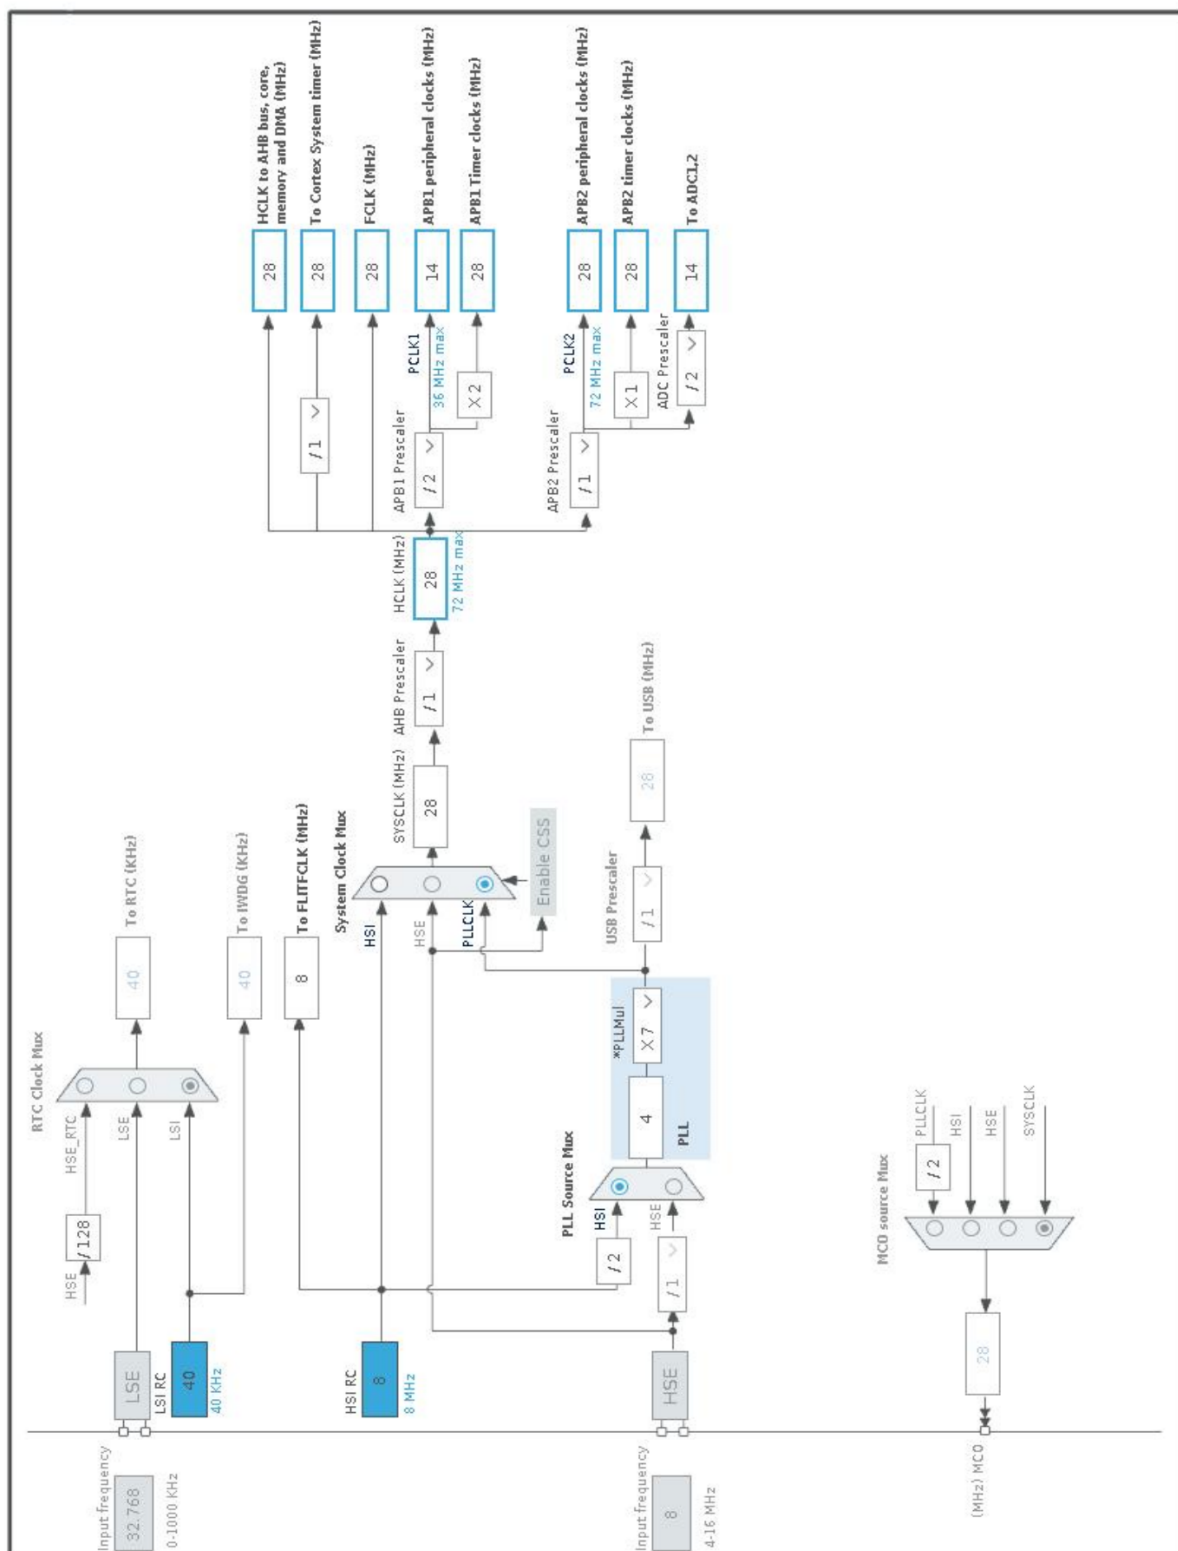 Input frequency
32.768
0-1000 KHz
LSE
LSI RC
40
40 KHz
HSE
/128
HSE_RTC
LSE
LSI
RTC Clock Mux
40
To RTC (KHz)
40
To IWDG (KHz)
HSI RC
8
8 MHz
8
To FLITFCLK (MHz)
System Clock Mux
HSI
HSE
PLLCLK
Enable CSS
SYSCLK (MHz)
28
AHB Prescaler
/1
HCLK (MHz)
28
72 MHz max
/1
28
HCLK to AHB bus, core,
memory and DMA (MHz)
28
To Cortex System timer (MHz)
28
FCLK (MHz)
APB1 Prescaler
/2
PCLK1
36 MHz max
14
APB1 peripheral clocks (MHz)
X 2
28
APB1 Timer clocks (MHz)
APB2 Prescaler
/1
PCLK2
72 MHz max
28
APB2 peripheral clocks (MHz)
X 1
28
APB2 timer clocks (MHz)
ADC Prescaler
/2
14
To ADC1,2
Input frequency
8
4-16 MHz
HSE
/2
/1
PLL Source Mux
HSI
HSE
4
*PLLMul
X 7
PLL
USB Prescaler
/1
28
To USB (MHz)
(MHz) MCO
28
MCO source Mux
/2
PLLCLK
HSI
HSE
SYSCLK